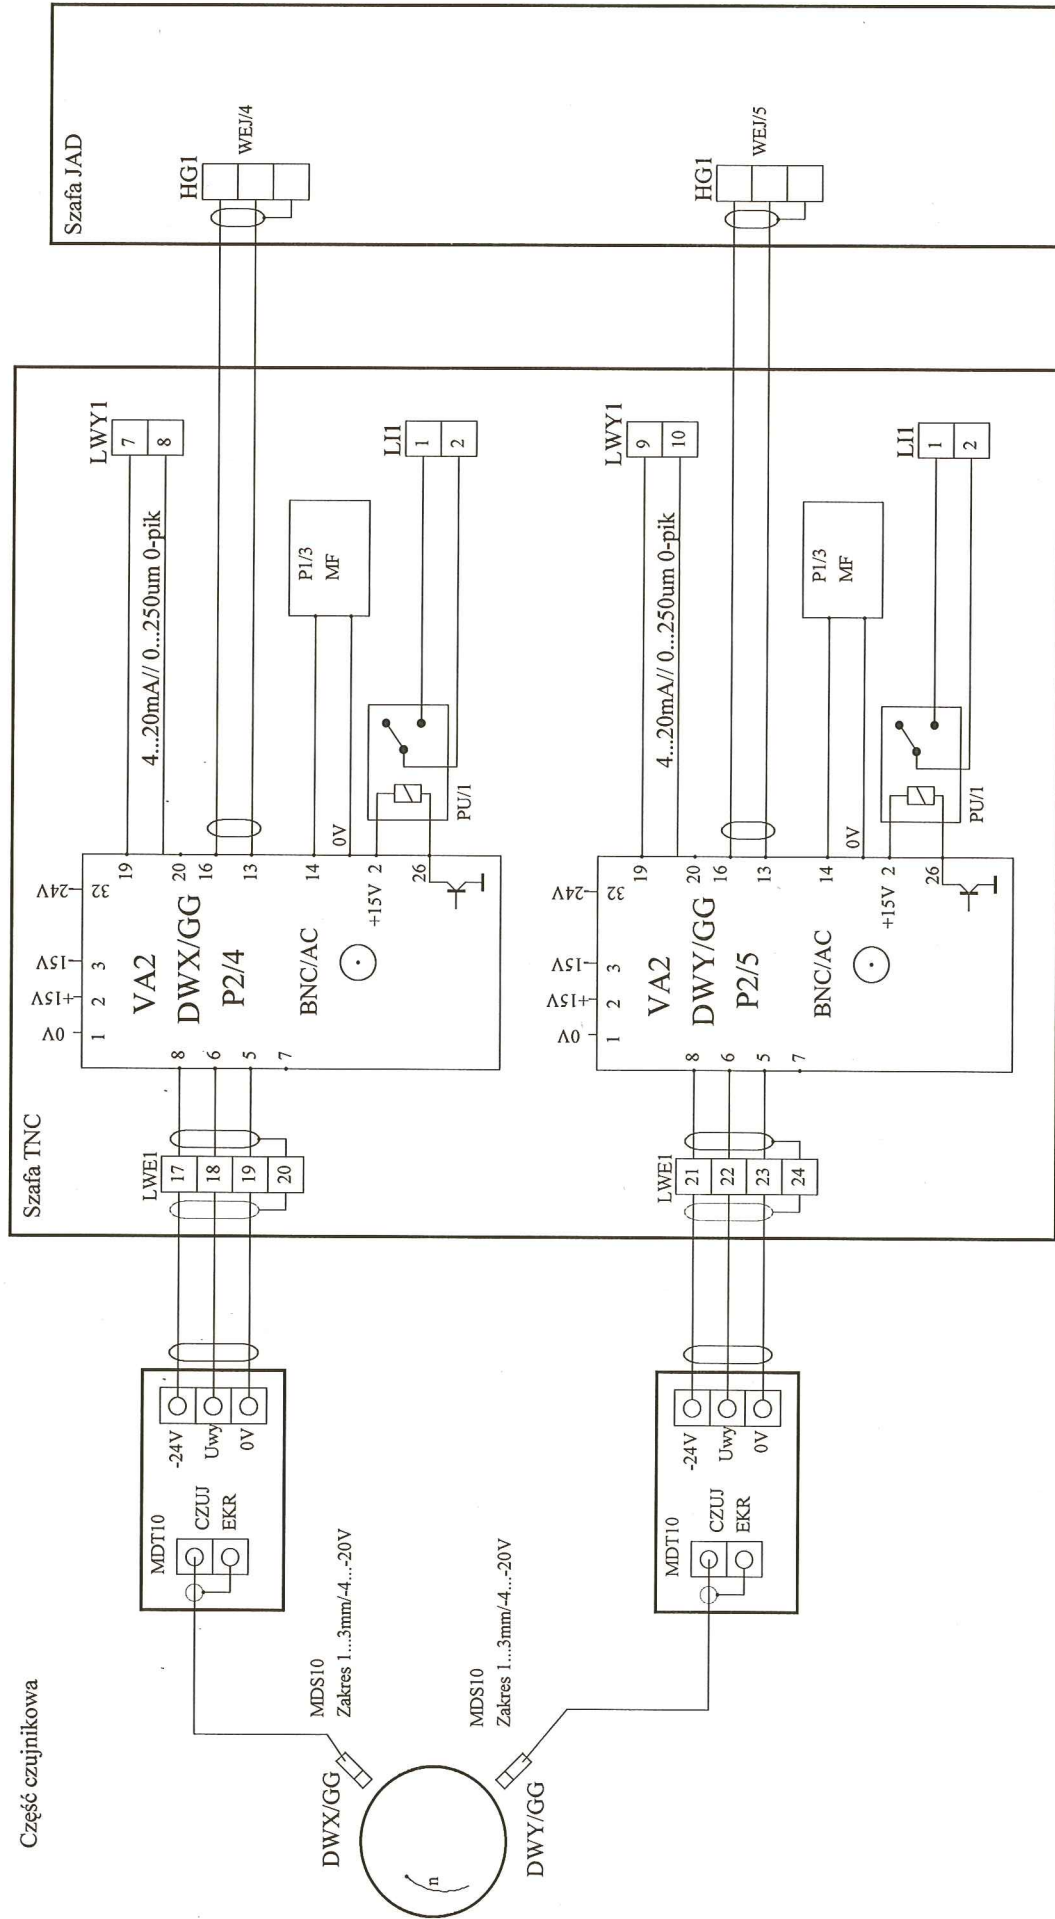 Część czujnikowa
Szafa TNC
Szafa JAD
DWX/GG
MDS10
Zakres 1...3mm/-4...-20V
n
DWY/GG
MDS10
Zakres 1...3mm/-4...-20V
MDT10
CZUJ
EKR
-24V
Uwy
0V
LWE1
17
18
19
20
0V
+15V
-15V
-24V
1
2
3
32
8
6
5
7
VA2
DWX/GG
P2/4
BNC/AC
19
20
16
13
14
0V
+15V 2
26
4...20mA// 0...250um 0-pik
LWY1
7
8
P1/3
MF
PU/1
LI1
1
2
HG1
WEJ/4
MDT10
CZUJ
EKR
-24V
Uwy
0V
LWE1
21
22
23
24
0V
+15V
-15V
-24V
1
2
3
32
8
6
5
7
VA2
DWY/GG
P2/5
BNC/AC
19
20
16
13
14
0V
+15V 2
26
4...20mA// 0...250um 0-pik
LWY1
9
10
P1/3
MF
PU/1
LI1
1
2
HG1
WEJ/5